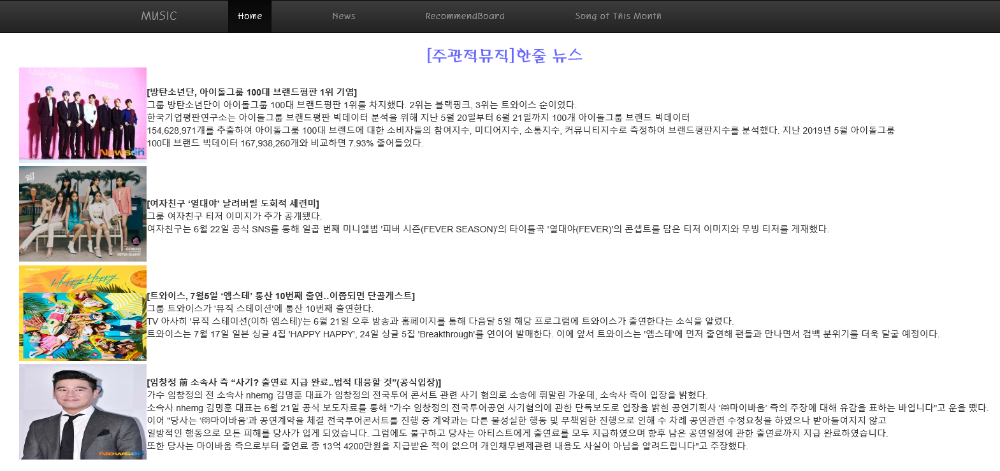 MUSIC Home News RecommendBoard Song of This Month
[주관적뮤직]한줄 뉴스
MAP OF THE SOUL PERSONA
Newsen
[방탄소년단, 아이돌그룹 100대 브랜드평판 1위 기염]
그룹 방탄소년단이 아이돌그룹 100대 브랜드평판 1위를 차지했다. 2위는 블랙핑크, 3위는 트와이스 순이었다.
한국기업평판연구소는 아이돌그룹 브랜드평판 빅데이터 분석을 위해 지난 5월 20일부터 6월 21일까지 100개 아이돌그룹 브랜드 빅데이터
154,628,971개를 추출하여 아이돌그룹 100대 브랜드에 대한 소비자들의 참여지수, 미디어지수, 소통지수, 커뮤니티지수로 측정하여 브랜드평판지수를 분석했다. 지난 2019년 5월 아이돌그룹
100대 브랜드 빅데이터 167,938,260개와 비교하면 7.93% 줄어들었다.
GFRIEND
FEVER SEASON
[여자친구 ‘열대야’ 날려버릴 도회적 세련미]
그룹 여자친구 티저 이미지가 추가 공개됐다.
여자친구는 6월 22일 공식 SNS를 통해 일곱 번째 미니앨범 '피버 시즌(FEVER SEASON)'의 타이틀곡 '열대야(FEVER)'의 콘셉트를 담은 티저 이미지와 무빙 티저를 게재했다.
TWICE
Happy Happy
[트와이스, 7월5일 ‘엠스테’ 통산 10번째 출연..이쯤되면 단골게스트]
그룹 트와이스가 '뮤직 스테이션'에 통산 10번째 출연한다.
TV 아사히 '뮤직 스테이션(이하 엠스테)'는 6월 21일 오후 방송과 홈페이지를 통해 다음달 5일 해당 프로그램에 트와이스가 출연한다는 소식을 알렸다.
트와이스는 7월 17일 일본 싱글 4집 'HAPPY HAPPY', 24일 싱글 5집 'Breakthrough'를 연이어 발매한다. 이에 앞서 트와이스는 '엠스테'에 먼저 출연해 팬들과 만나면서 컴백 분위기를 더욱 달굴 예정이다.
Newsen
[임창정 前 소속사 측 “사기? 출연료 지급 완료..법적 대응할 것”(공식입장)]
가수 임창정의 전 소속사 nhemg 김명훈 대표가 임창정의 전국투어 콘서트 관련 사기 혐의로 소송에 휘말린 가운데, 소속사 측이 입장을 밝혔다.
소속사 nhemg 김명훈 대표는 6월 21일 공식 보도자료를 통해 "가수 임창정의 전국투어공연 사기혐의에 관한 단독보도로 입장을 밝힌 공연기획사 ‘㈜마이바움’ 측의 주장에 대해 유감을 표하는 바입니다"고 운을 뗐다.
이어 "당사는 ‘㈜마이바움’과 공연계약을 체결 전국투어콘서트를 진행 중 계약과는 다른 불성실한 행동 및 무책임한 진행으로 인해 수 차례 공연관련 수정요청을 하였으나 받아들여지지 않고
일방적인 행동으로 모든 피해를 당사가 입게 되었습니다. 그럼에도 불구하고 당사는 아티스트에게 출연료를 모두 지급하였으며 향후 남은 공연일정에 관한 출연료까지 지급 완료하였습니다.
또한 당사는 마이바움 측으로부터 출연료 총 13억 4200만원을 지급받은 적이 없으며 개인채무변제관련 내용도 사실이 아님을 알려드립니다"고 주장했다.